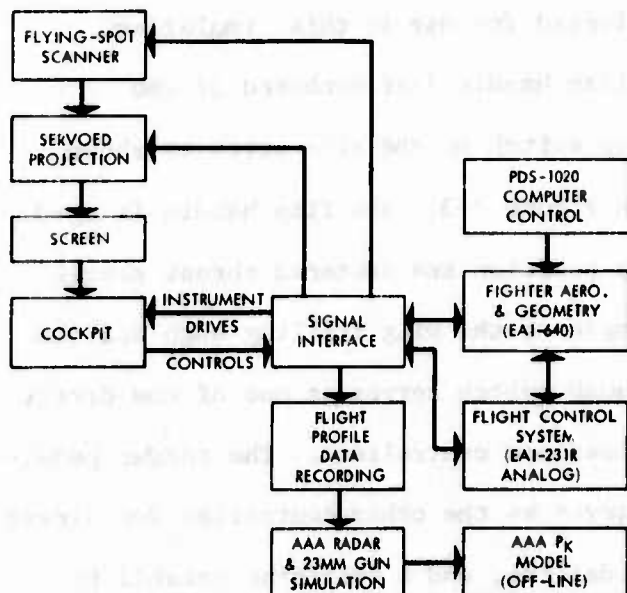 FLYING-SPOT
SCANNER
SERVOED
PROJECTION
SCREEN
COCKPIT
INSTRUMENT
DRIVES
CONTROLS
SIGNAL
INTERFACE
PDS-1020
COMPUTER
CONTROL
FIGHTER AERO.
& GEOMETRY
(EAI-640)
FLIGHT CONTROL
SYSTEM
(EAI-231R
ANALOG)
FLIGHT
PROFILE
DATA
RECORDING
AAA RADAR
& 23MM GUN
SIMULATION
AAA PK
MODEL
(OFF-LINE)